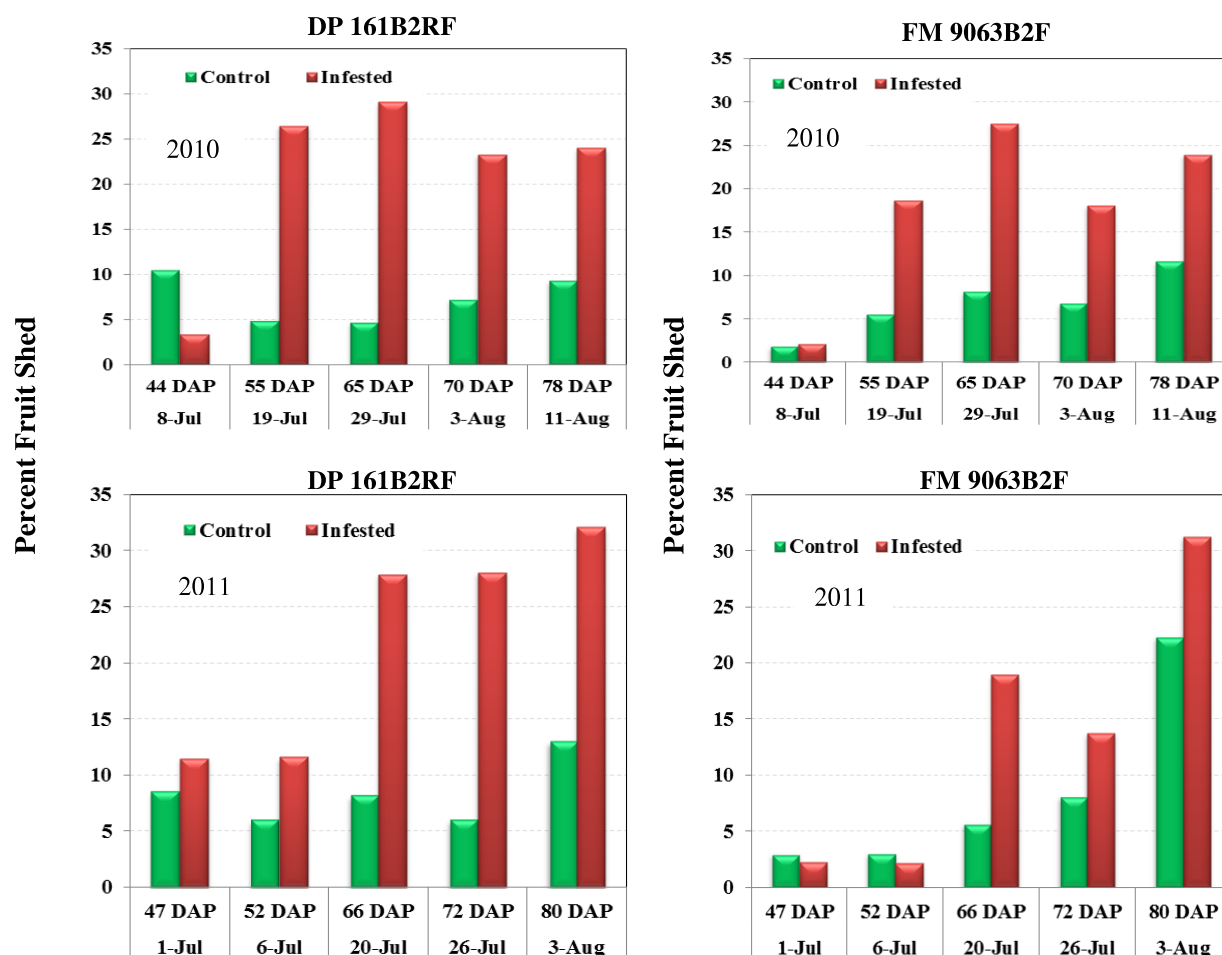 DP 161B2RF
Control Infested
2010
35
30
25
20
15
10
5
0
44 DAP 55 DAP 65 DAP 70 DAP 78 DAP
8-Jul 19-Jul 29-Jul 3-Aug 11-Aug
FM 9063B2F
Control Infested
2010
35
30
25
20
15
10
5
0
44 DAP 55 DAP 65 DAP 70 DAP 78 DAP
8-Jul 19-Jul 29-Jul 3-Aug 11-Aug
Percent Fruit Shed
Percent Fruit Shed
DP 161B2RF
Control Infested
2011
35
30
25
20
15
10
5
0
47 DAP 52 DAP 66 DAP 72 DAP 80 DAP
1-Jul 6-Jul 20-Jul 26-Jul 3-Aug
FM 9063B2F
Control Infested
2011
35
30
25
20
15
10
5
0
47 DAP 52 DAP 66 DAP 72 DAP 80 DAP
1-Jul 6-Jul 20-Jul 26-Jul 3-Aug